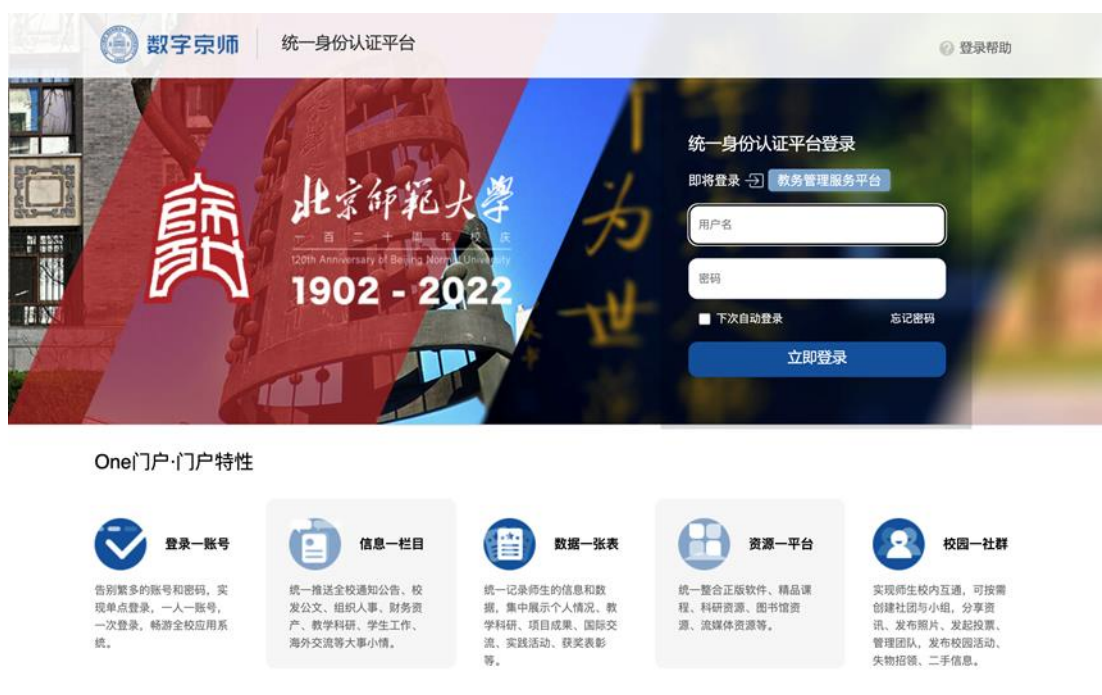 数字京师
统一身份认证平台
登录帮助
统一身份认证平台登录
即将登录 教务管理服务平台
用户名
密码
下次自动登录
忘记密码
立即登录
师
北京师范大学
一百二十周年校庆
120th Anniversary of Beijing Normal University
1902 - 2022
为
世
One门户·门户特性
登录一账号
告别繁多的账号和密码，实
现单点登录，一人一账号，
一次登录，畅游全校应用系
统。
信息一栏目
统一推送全校通知公告、校
发公文、组织人事、财务资
产、教学科研、学生工作、
海外交流等大事小情。
数据一张表
统一记录师生的信息和数
据，集中展示个人情况、教
学科研、项目成果、国际交
流、实践活动、获奖表彰
等。
资源一平台
统一整合正版软件、精品课
程、科研资源、图书馆资
源、流媒体资源等。
校园一社群
实现师生校内互通，可按需
创建社团与小组，分享资
讯、发布照片、发起投票、
管理团队，发布校园活动、
失物招领、二手信息。